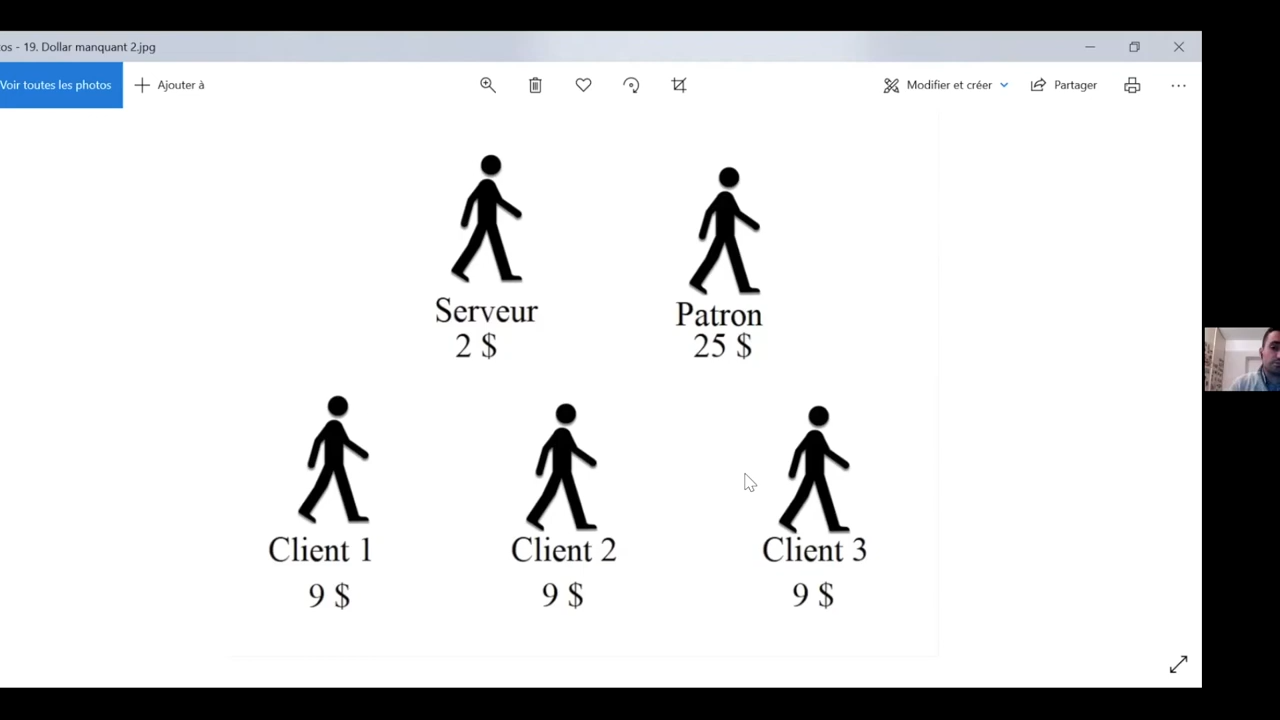 os - 19. Dollar manquant 2.jpg
Voir toutes les photos
Ajouter à
Modifier et créer
Partager
Serveur
2 $
Patron
25 $
Client 1
9 $
Client 2
9 $
Client 3
9 $